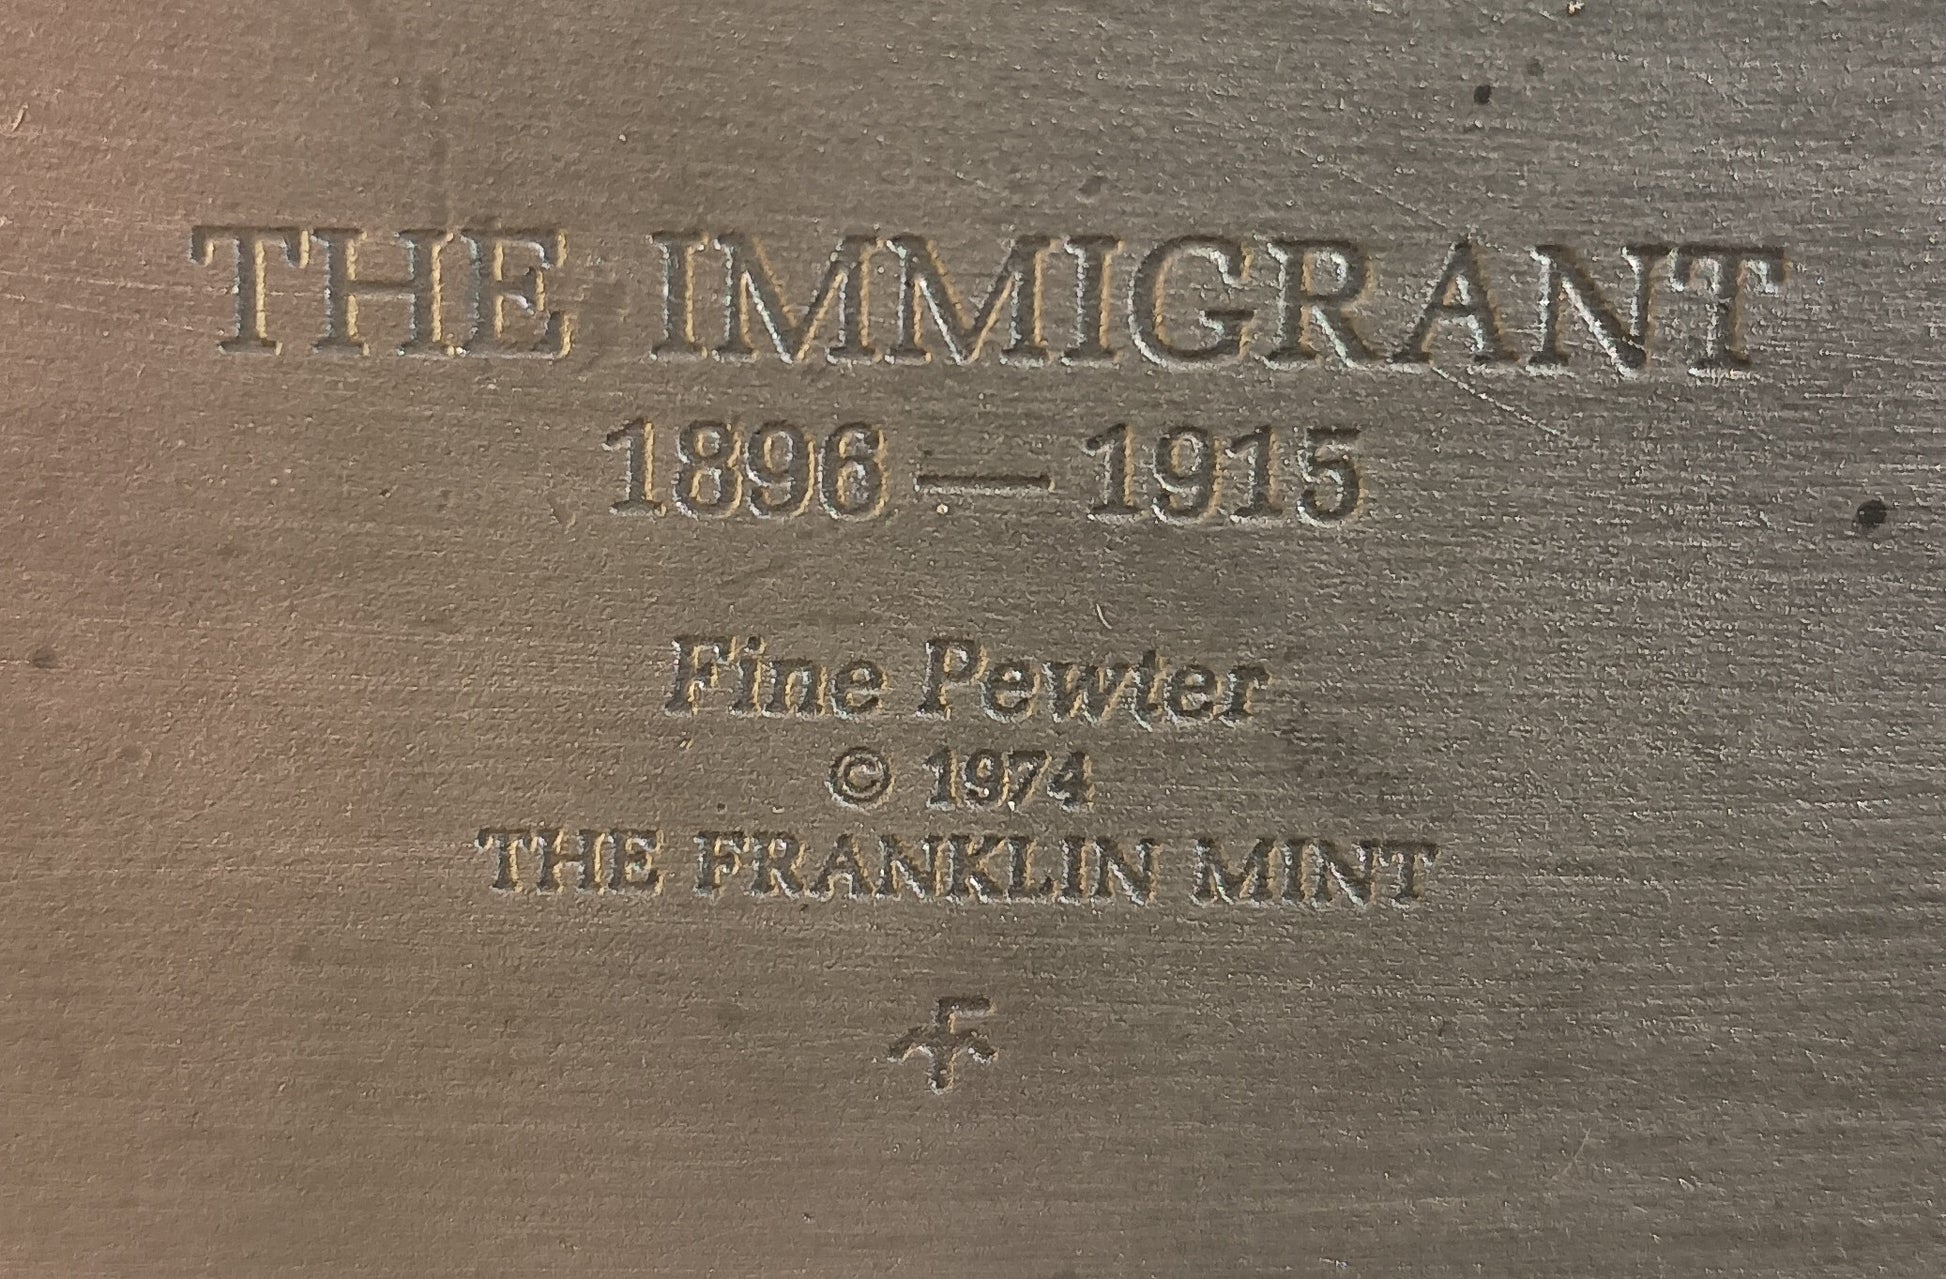 THE IMMIGRANT
1896 — 1915
Fine Pewter
© 1974
THE FRANKLIN MINT